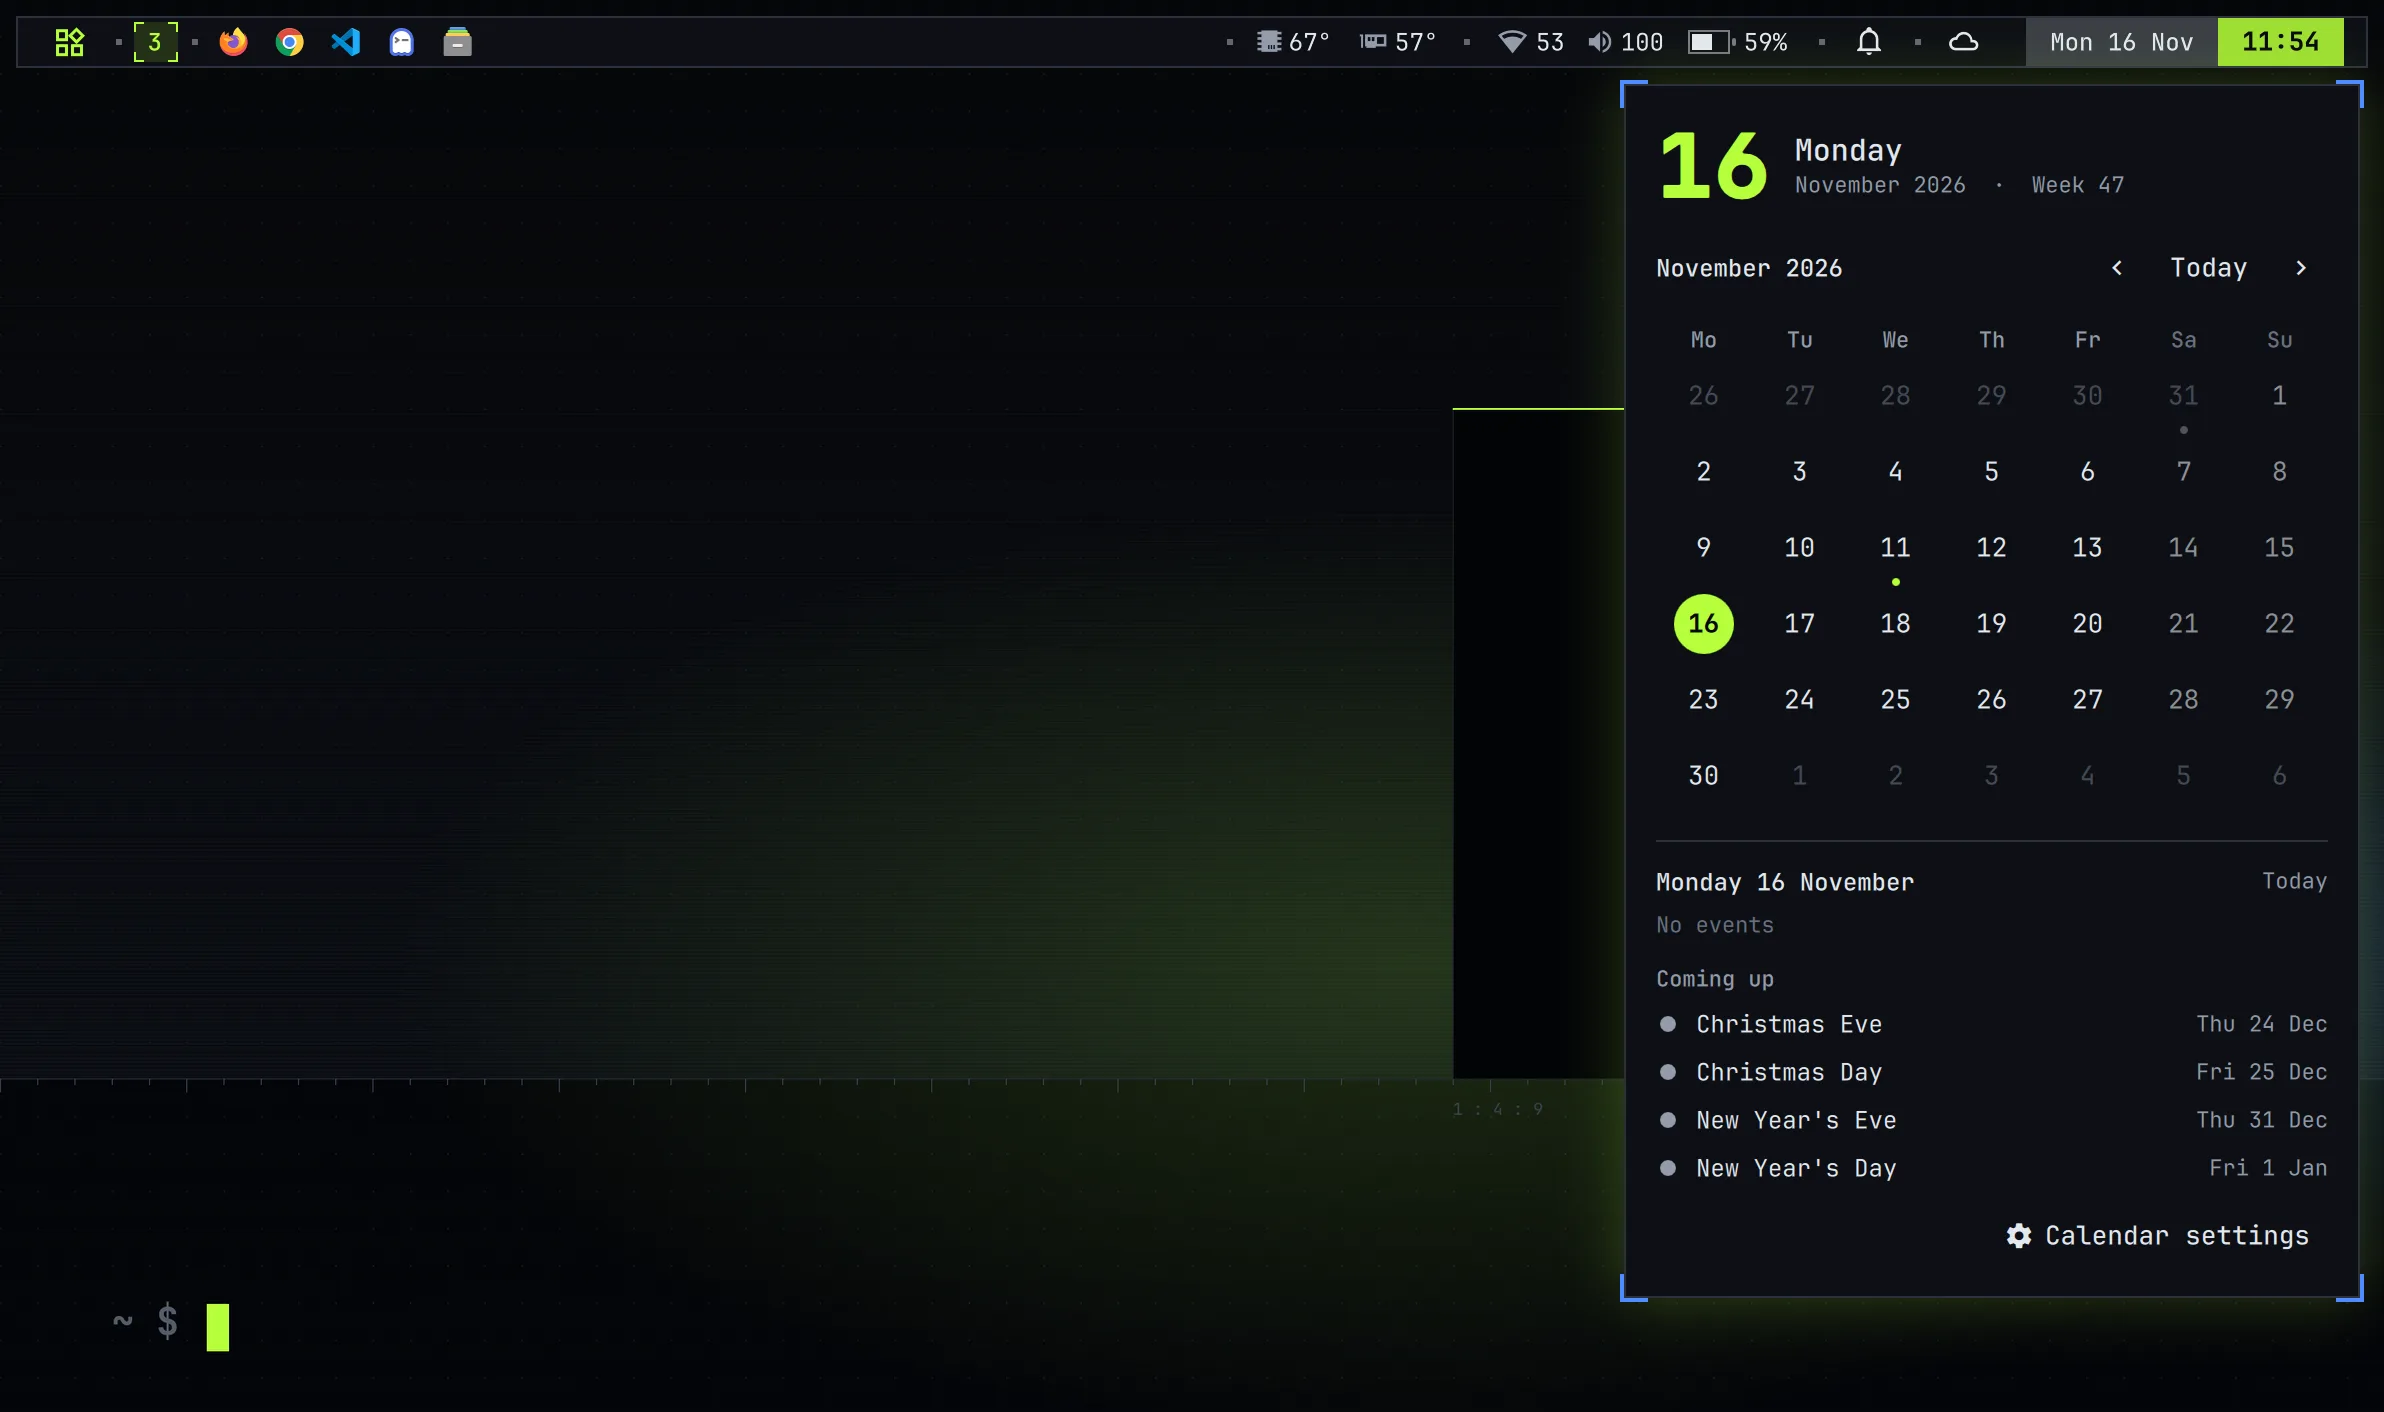 3 67° 57° 53 100 59% Mon 16 Nov 11:54
16 Monday
November 2026 · Week 47
November 2026 Today
Mo Tu We Th Fr Sa Su
26 27 28 29 30 31 1
2 3 4 5 6 7 8
9 10 11 12 13 14 15
16 17 18 19 20 21 22
23 24 25 26 27 28 29
30 1 2 3 4 5 6
Monday 16 November Today
No events
Coming up
Christmas Eve Thu 24 Dec
Christmas Day Fri 25 Dec
New Year's Eve Thu 31 Dec
New Year's Day Fri 1 Jan
Calendar settings
1 : 4 : 9
~ $